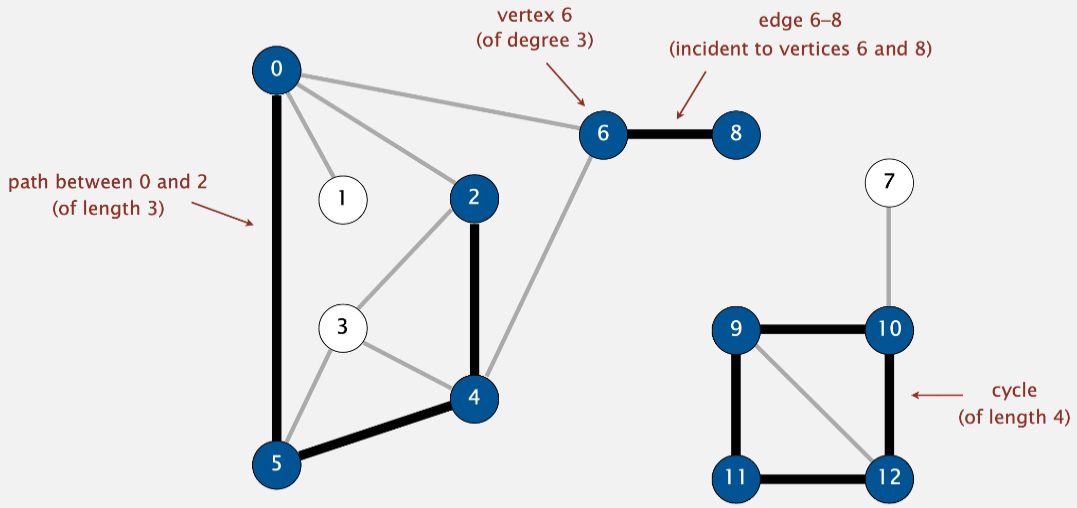 vertex 6
(of degree 3)
edge 6–8
(incident to vertices 6 and 8)
0
6
8
path between 0 and 2
(of length 3)
1
2
7
3
9
10
4
cycle
(of length 4)
5
11
12